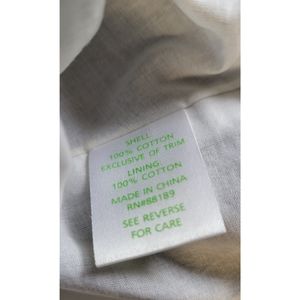 SHELL
100% COTTON
EXCLUSIVE OF TRIM
LINING
100% COTTON
MADE IN CHINA
RN#88189
SEE REVERSE
FOR CARE